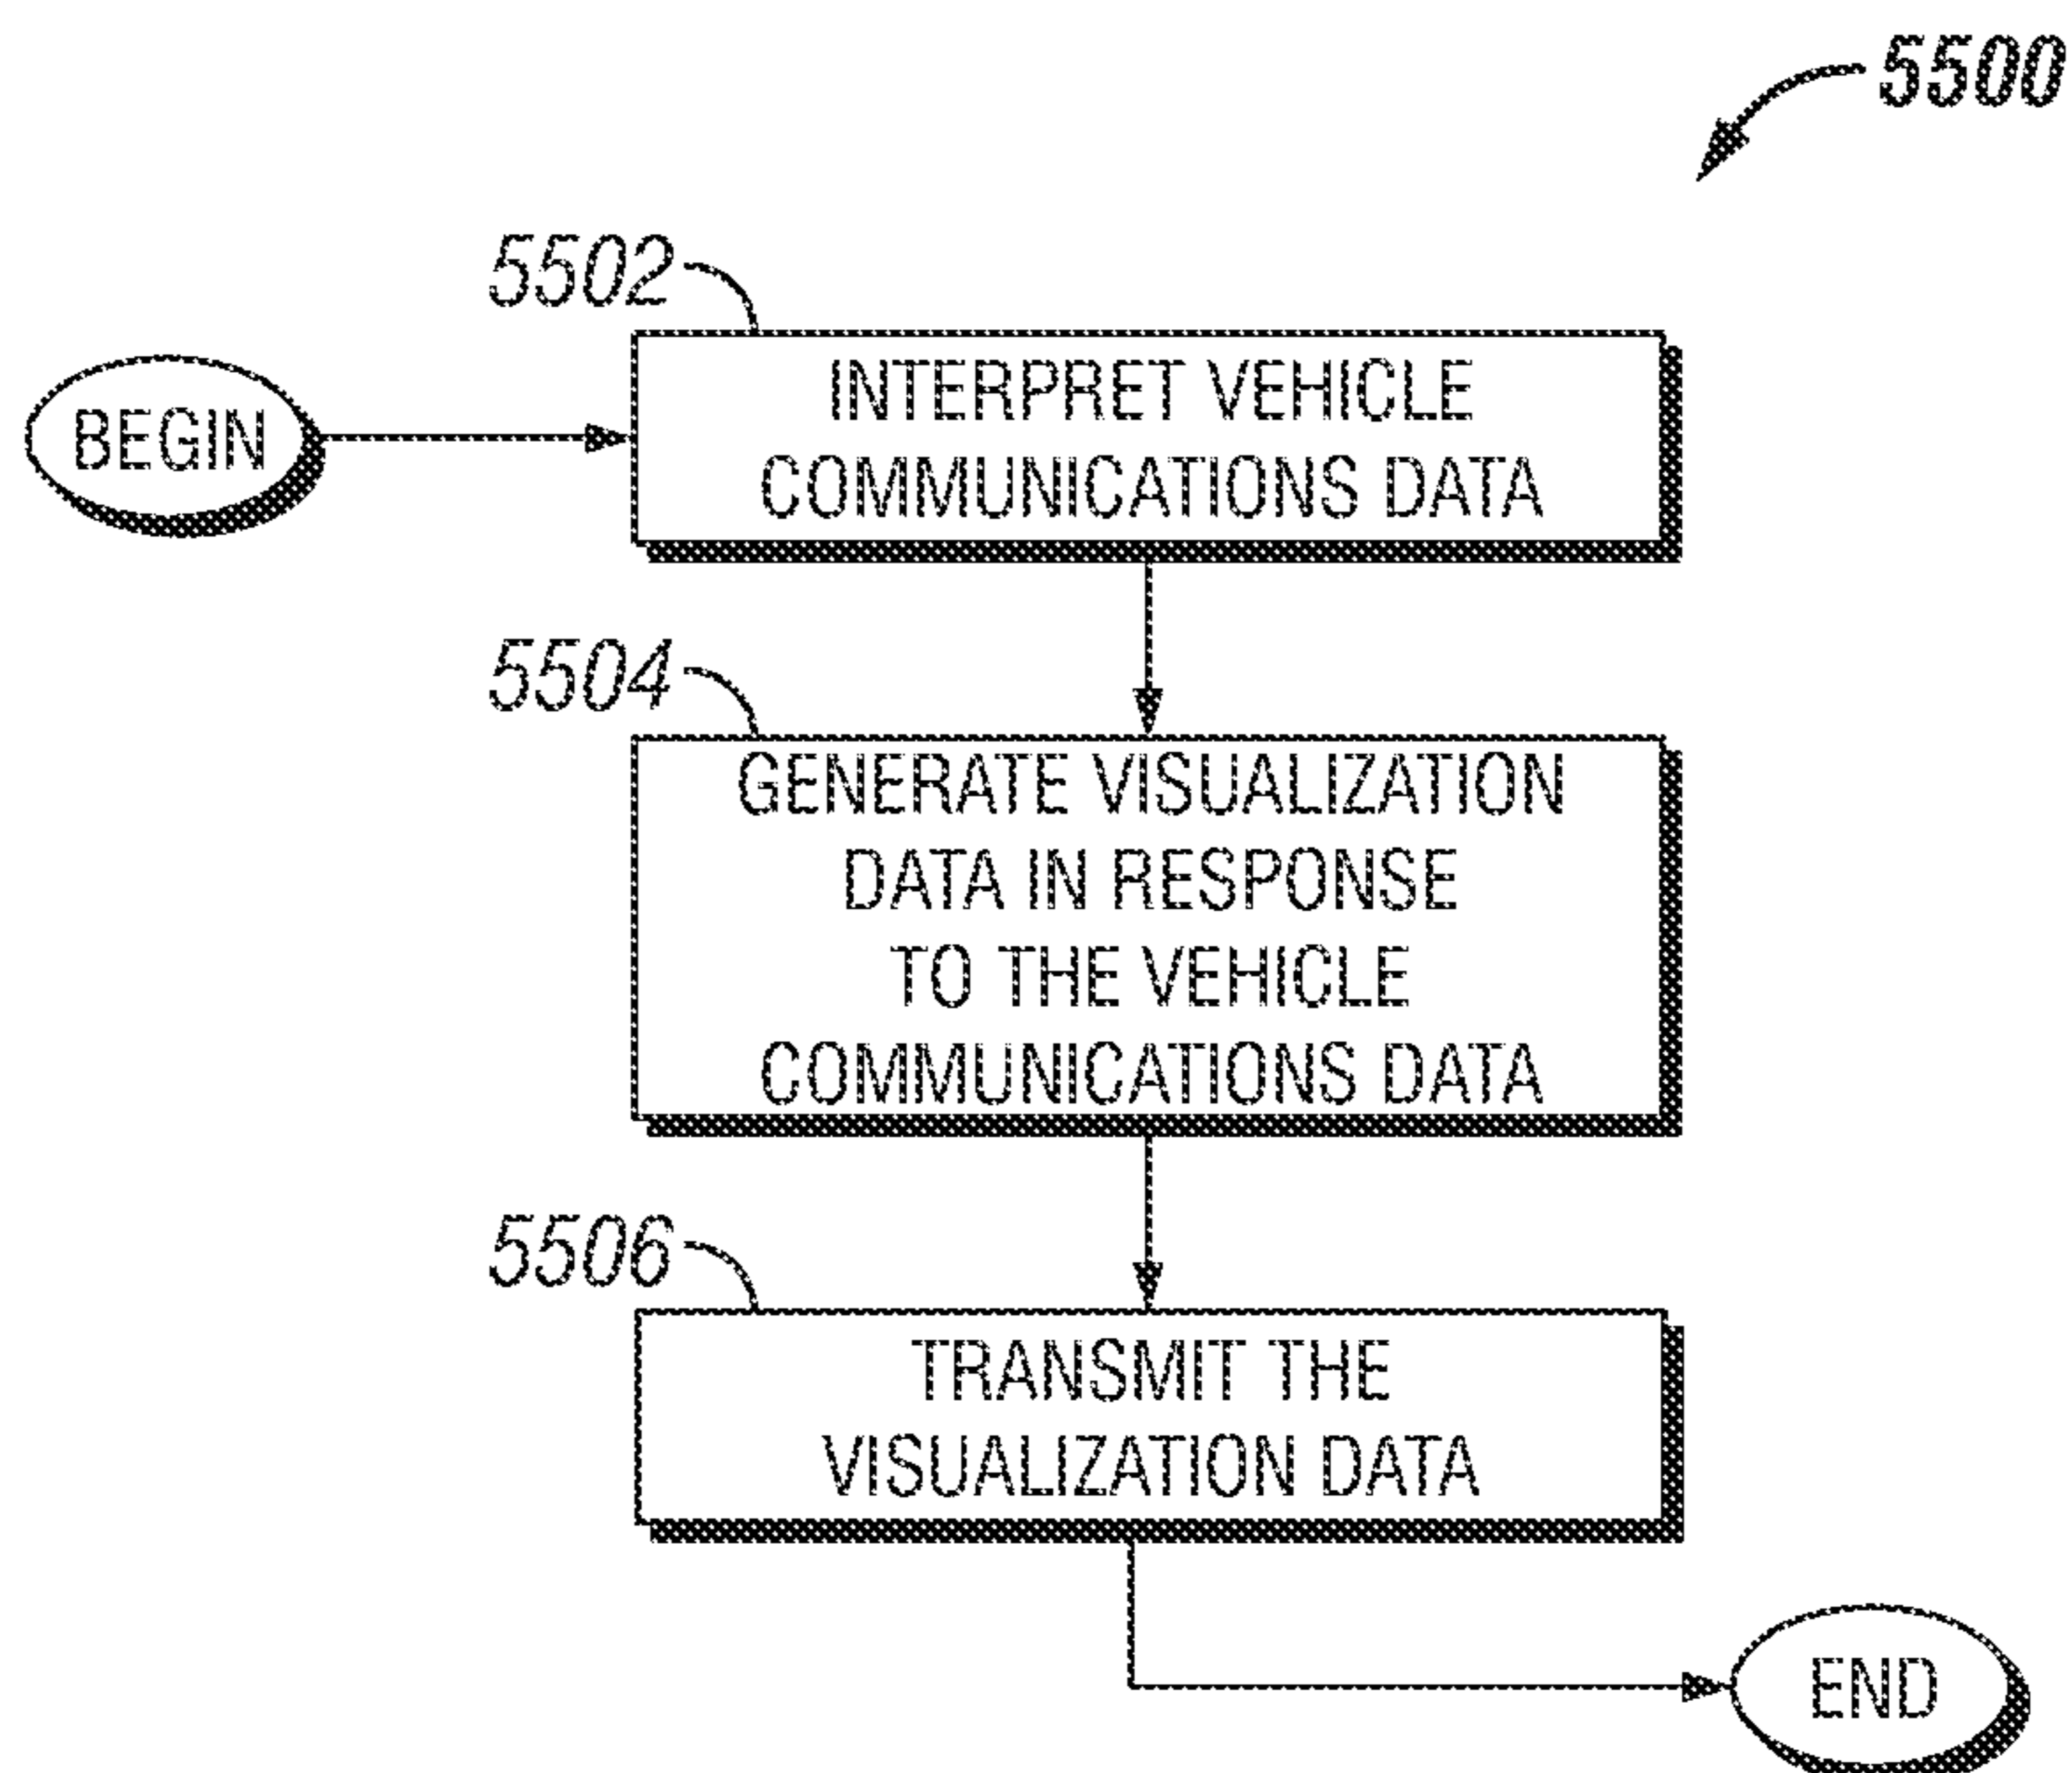 5500
5502
INTERPRET VEHICLE
COMMUNICATIONS DATA
BEGIN
5504
GENERATE VISUALIZATION
DATA IN RESPONSE
TO THE VEHICLE
COMMUNICATIONS DATA
5506
TRANSMIT THE
VISUALIZATION DATA
END